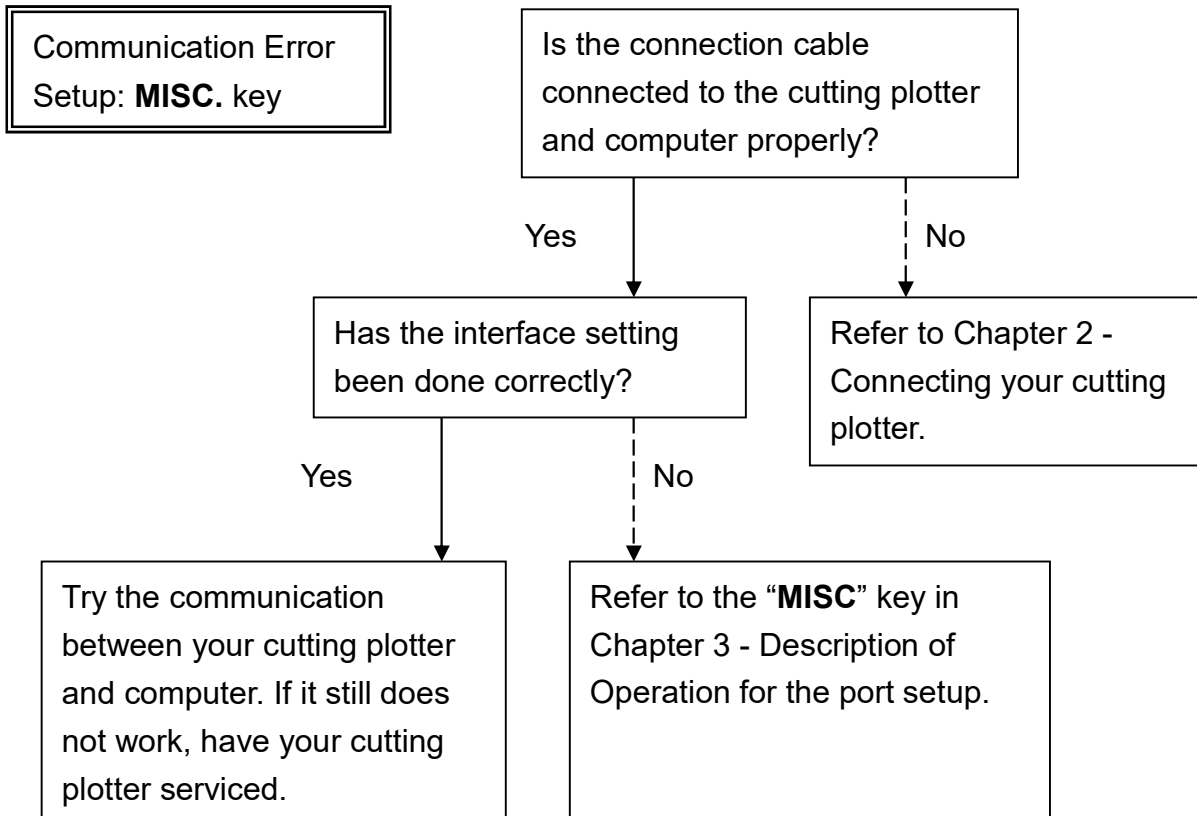 Communication Error
Setup: MISC. key
Is the connection cable
connected to the cutting plotter
and computer properly?
Yes
No
Has the interface setting
been done correctly?
Refer to Chapter 2 -
Connecting your cutting
plotter.
Yes
No
Try the communication
between your cutting plotter
and computer. If it still does
not work, have your cutting
plotter serviced.
Refer to the “MISC” key in
Chapter 3 - Description of
Operation for the port setup.